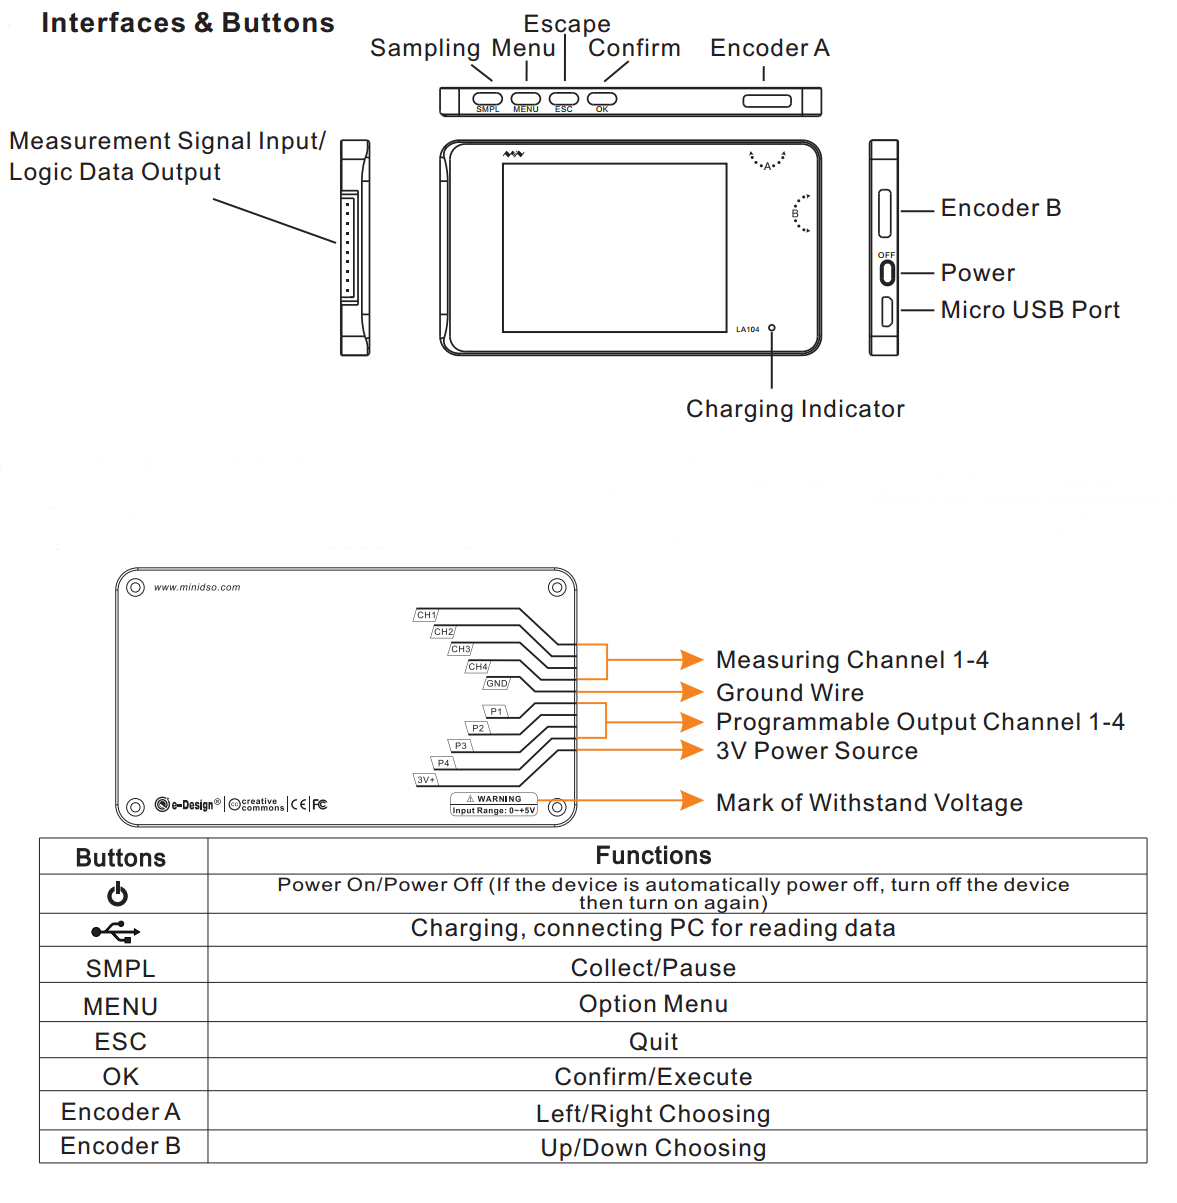 Interfaces & Buttons
Escape
Sampling Menu Confirm Encoder A
SMPL MENU ESC OK
Measurement Signal Input/
Logic Data Output
A
B
Encoder B
OFF
Power
Micro USB Port
LA104
Charging Indicator
www.minidso.com
CH1
CH2
CH3
CH4
GND
P1
P2
P3
P4
3V+
Measuring Channel 1-4
Ground Wire
Programmable Output Channel 1-4
3V Power Source
Mark of Withstand Voltage
e-Design® cc creative commons CE FC
⚠ WARNING
Input Range: 0~+5V
Buttons Functions
Power On/Power Off (If the device is automatically power off, turn off the device
then turn on again)
Charging, connecting PC for reading data
SMPL Collect/Pause
MENU Option Menu
ESC Quit
OK Confirm/Execute
Encoder A Left/Right Choosing
Encoder B Up/Down Choosing